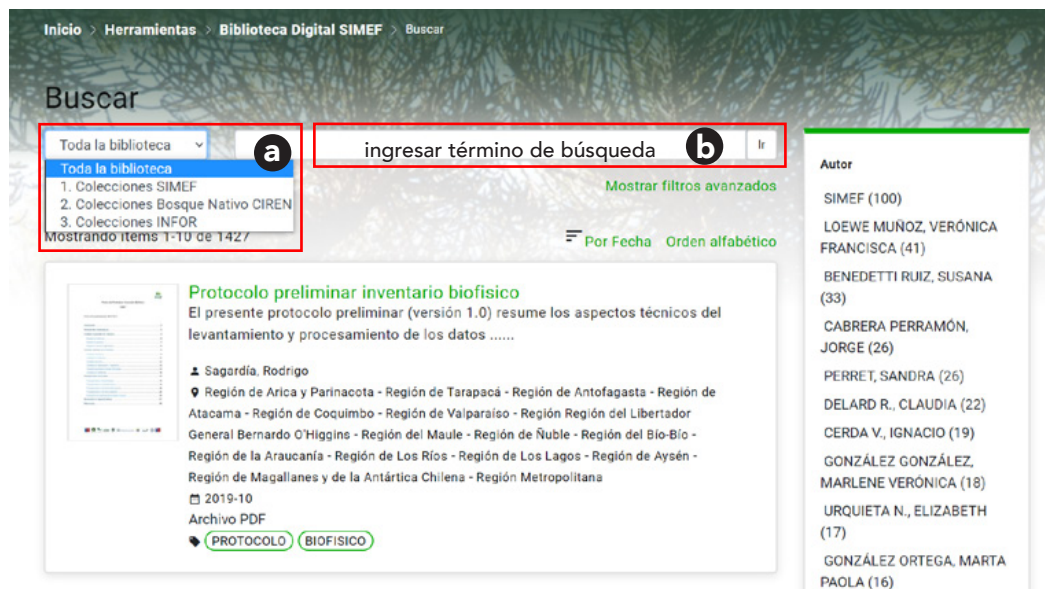 Inicio > Herramientas > Biblioteca Digital SIMEF > Buscar
Buscar
Toda la biblioteca
a
ingresar término de búsqueda
b
Ir
Toda la biblioteca
1. Colecciones SIMEF
2. Colecciones Bosque Nativo CIREN
3. Colecciones INFOR
Mostrar filtros avanzados
Mostrando ítems 1-10 de 1427
Por Fecha Orden alfabético
Protocolo preliminar inventario biofisico
El presente protocolo preliminar (versión 1.0) resume los aspectos técnicos del
levantamiento y procesamiento de los datos ......
Sagardía, Rodrigo
Región de Arica y Parinacota - Región de Tarapacá - Región de Antofagasta - Región de
Atacama - Región de Coquimbo - Región de Valparaíso - Región Región del Libertador
General Bernardo O'Higgins - Región del Maule - Región de Ñuble - Región del Bío-Bío -
Región de la Araucanía - Región de Los Ríos - Región de Los Lagos - Región de Aysén -
Región de Magallanes y de la Antártica Chilena - Región Metropolitana
2019-10
Archivo PDF
PROTOCOLO BIOFISICO
Autor
SIMEF (100)
LOEWE MUÑOZ, VERÓNICA
FRANCISCA (41)
BENEDETTI RUIZ, SUSANA
(33)
CABRERA PERRAMÓN,
JORGE (26)
PERRET, SANDRA (26)
DELARD R., CLAUDIA (22)
CERDA V., IGNACIO (19)
GONZÁLEZ GONZÁLEZ,
MARLENE VERÓNICA (18)
URQUIETA N., ELIZABETH
(17)
GONZÁLEZ ORTEGA, MARTA
PAOLA (16)